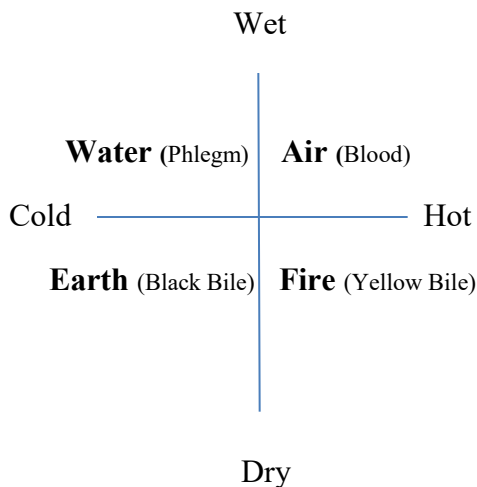 Wet
Water (Phlegm) Air (Blood)
Cold Hot
Earth (Black Bile) Fire (Yellow Bile)
Dry